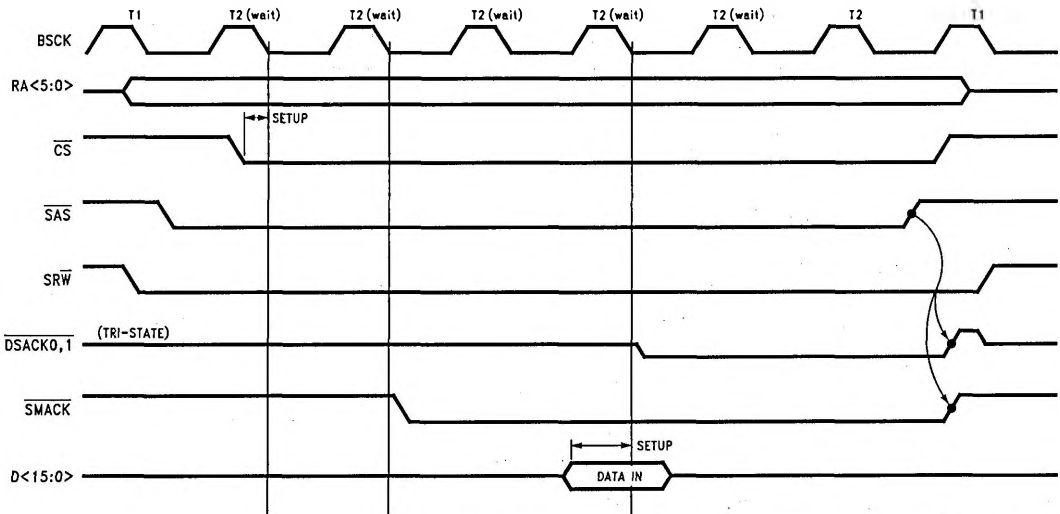 T1 T2 (wait) T2 (wait) T2 (wait) T2 (wait) T2 (wait) T2 T1
BSCK
RA<5:0>
SETUP
CS
SAS
SRW
(TRI-STATE)
DSACK0,1
SMACK
SETUP
D<15:0> DATA IN